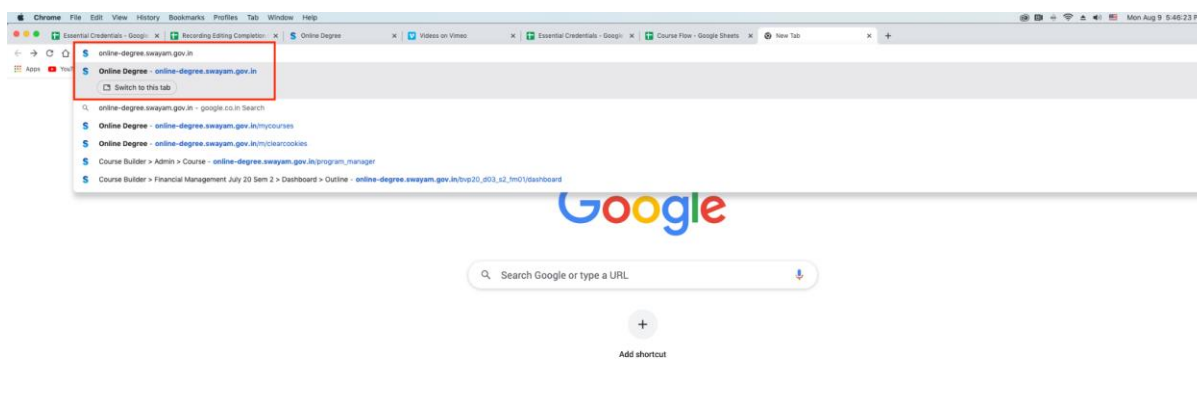 Chrome File Edit View History Bookmarks Profiles Tab Window Help Mon Aug 9 5:46:23 P
Essential Credentials - Googl Recording Editing Completion Online Degree Videos on Vimeo Essential Credentials - Googl Course Flow - Google Sheets New Tab
online-degree.swayam.gov.in
Apps YouT Online Degree - online-degree.swayam.gov.in
Switch to this tab
online-degree.swayam.gov.in - google.co.in Search
Online Degree - online-degree.swayam.gov.in/mycourses
Online Degree - online-degree.swayam.gov.in/m/clearcookies
Course Builder > Admin > Course - online-degree.swayam.gov.in/program_manager
Course Builder > Financial Management July 20 Sem 2 > Dashboard > Outline - online-degree.swayam.gov.in/bvp20_d03_s2_fm01/dashboard
Google
Search Google or type a URL
Add shortcut